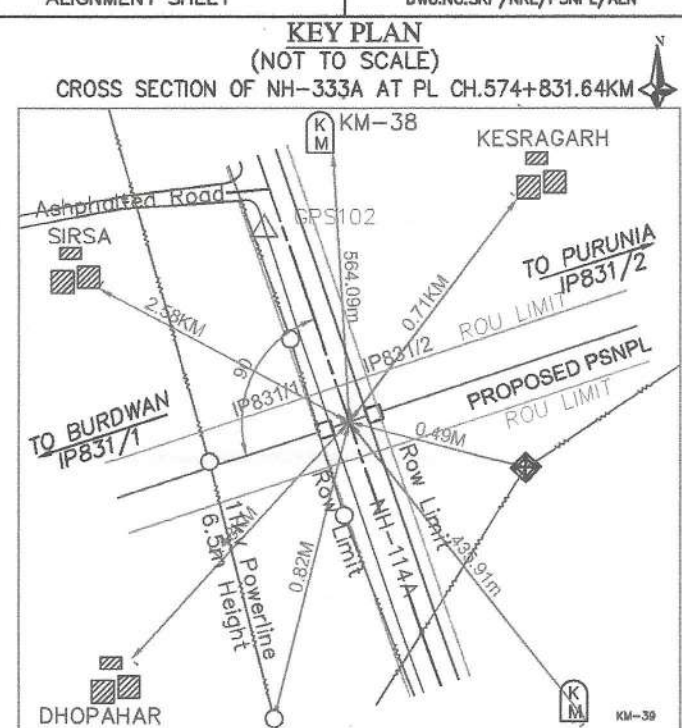 ALIGNMENT SHEET
KEY PLAN
(NOT TO SCALE)
N
CROSS SECTION OF NH-333A AT PL CH.574+831.64KM
K
M
KM-38
KESRAGARH
Ashphalted Road
GPS102
SIRSA
TO PURUNIA
IP831/2
564.09m
0.71KM
2.58KM
ROU LIMIT
IP831/2
90
PROPOSED PSNPL
IP831/1
ROU LIMIT
TO BURDWAN
IP831/1
0.49M
Row Limit
Row Limit
NH-114A
Powerline
6.5m Height
0.82M
435.91m
DHOPAHAR
K
M
KM-39